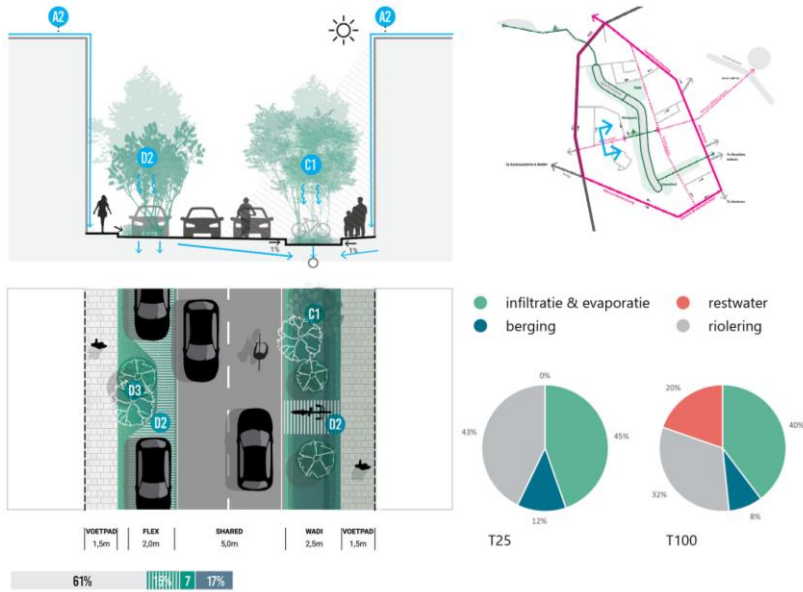 A2
A2
D2
C1
1%
1%
PARK
C1
D3
D2
D2
VOETPAD
1,5m
FLEX
2,0m
SHARED
5,0m
WADI
2,5m
VOETPAD
1,5m
61%
15%
7
17%
infiltratie & evaporatie
restwater
berging
riolering
0%
43%
45%
12%
T25
20%
40%
32%
8%
T100